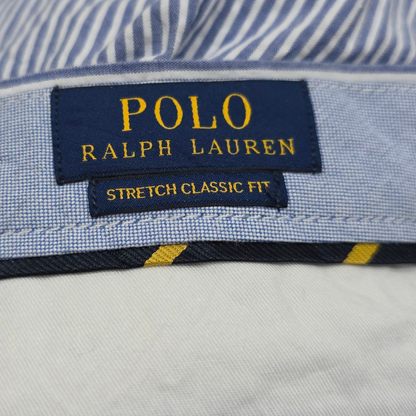 POLO
RALPH LAUREN
STRETCH CLASSIC FIT